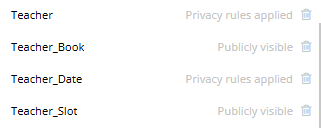 Teacher Privacy rules applied
Teacher_Book Publicly visible
Teacher_Date Privacy rules applied
Teacher_Slot Publicly visible